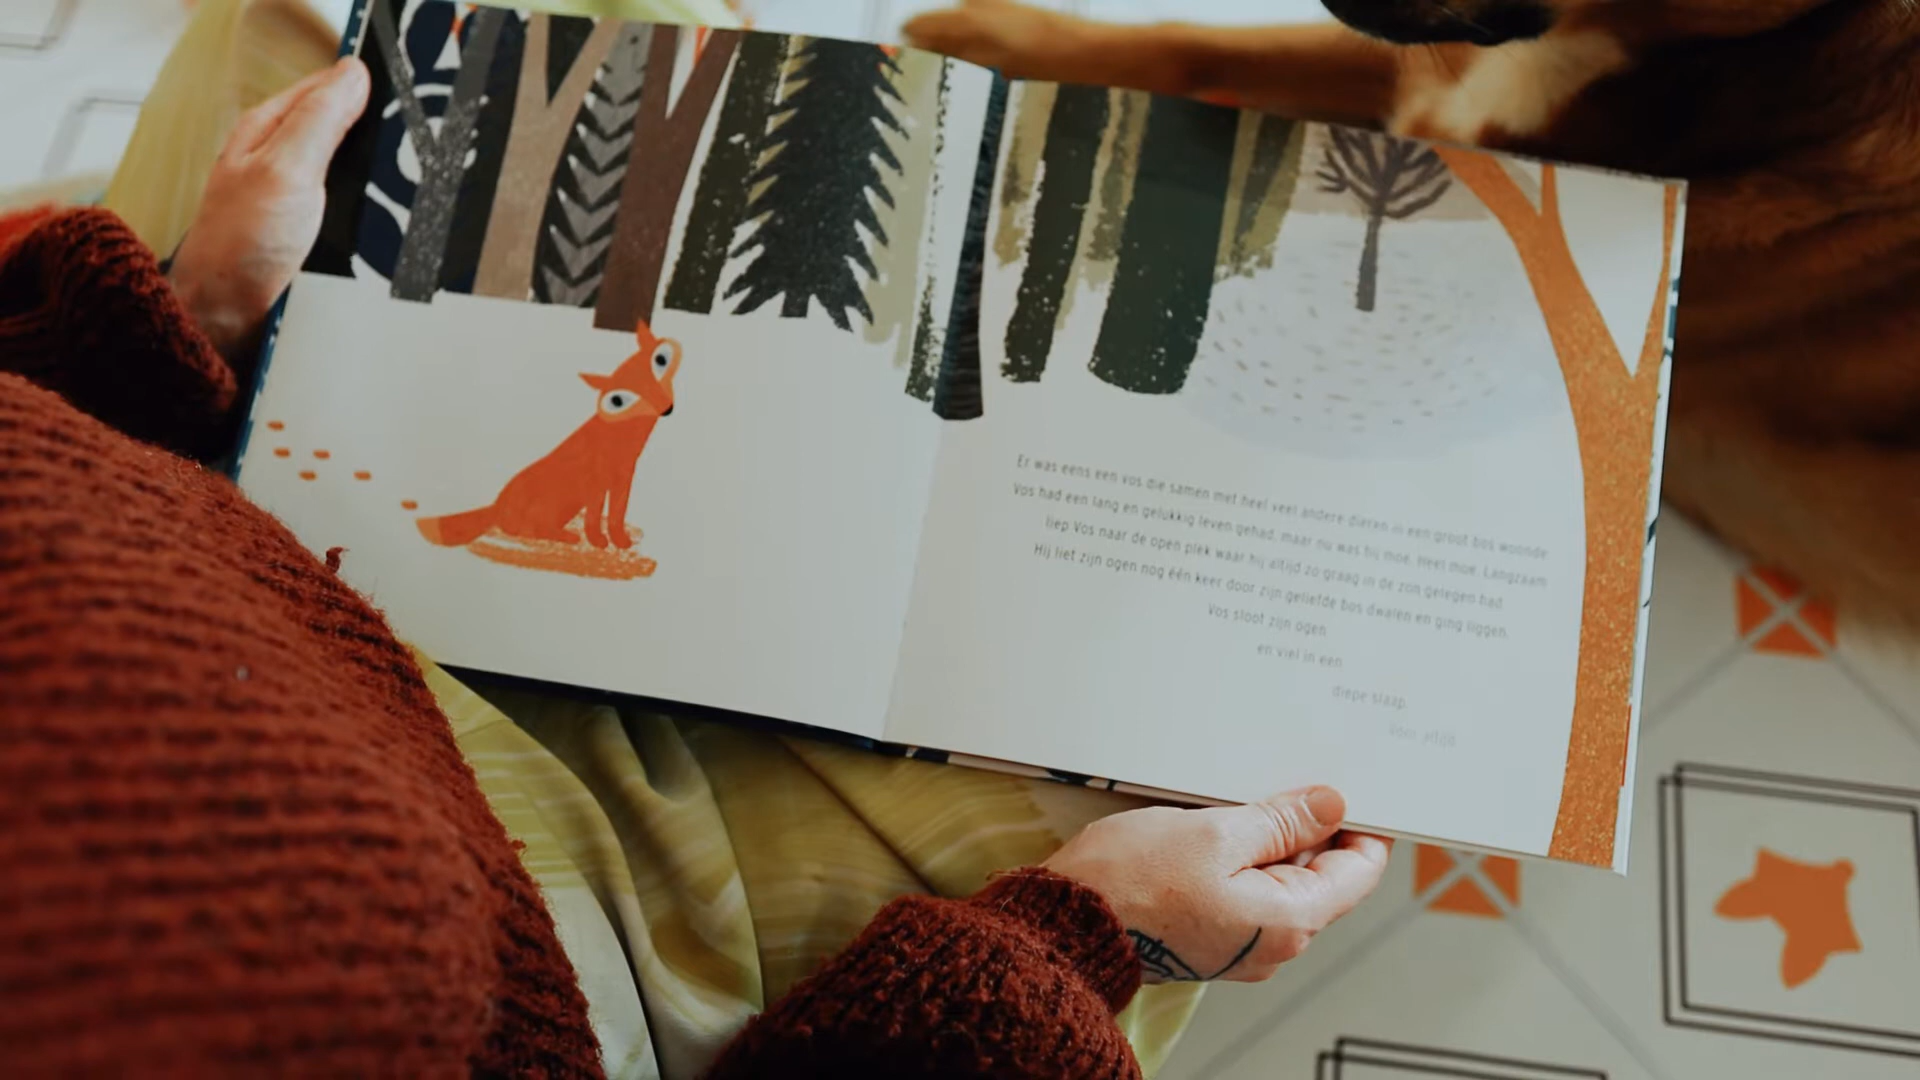 Er was eens een vos die samen met heel veel andere dieren in een groot bos woonde.
Vos had een lang en gelukkig leven gehad, maar nu was hij moe. Heel moe. Langzaam
liep Vos naar de open plek waar hij altijd zo graag in de zon gelegen had.
Hij liet zijn ogen nog één keer door zijn geliefde bos dwalen en ging liggen.
Vos sloot zijn ogen
en viel in een
diepe slaap.
Voor altijd.